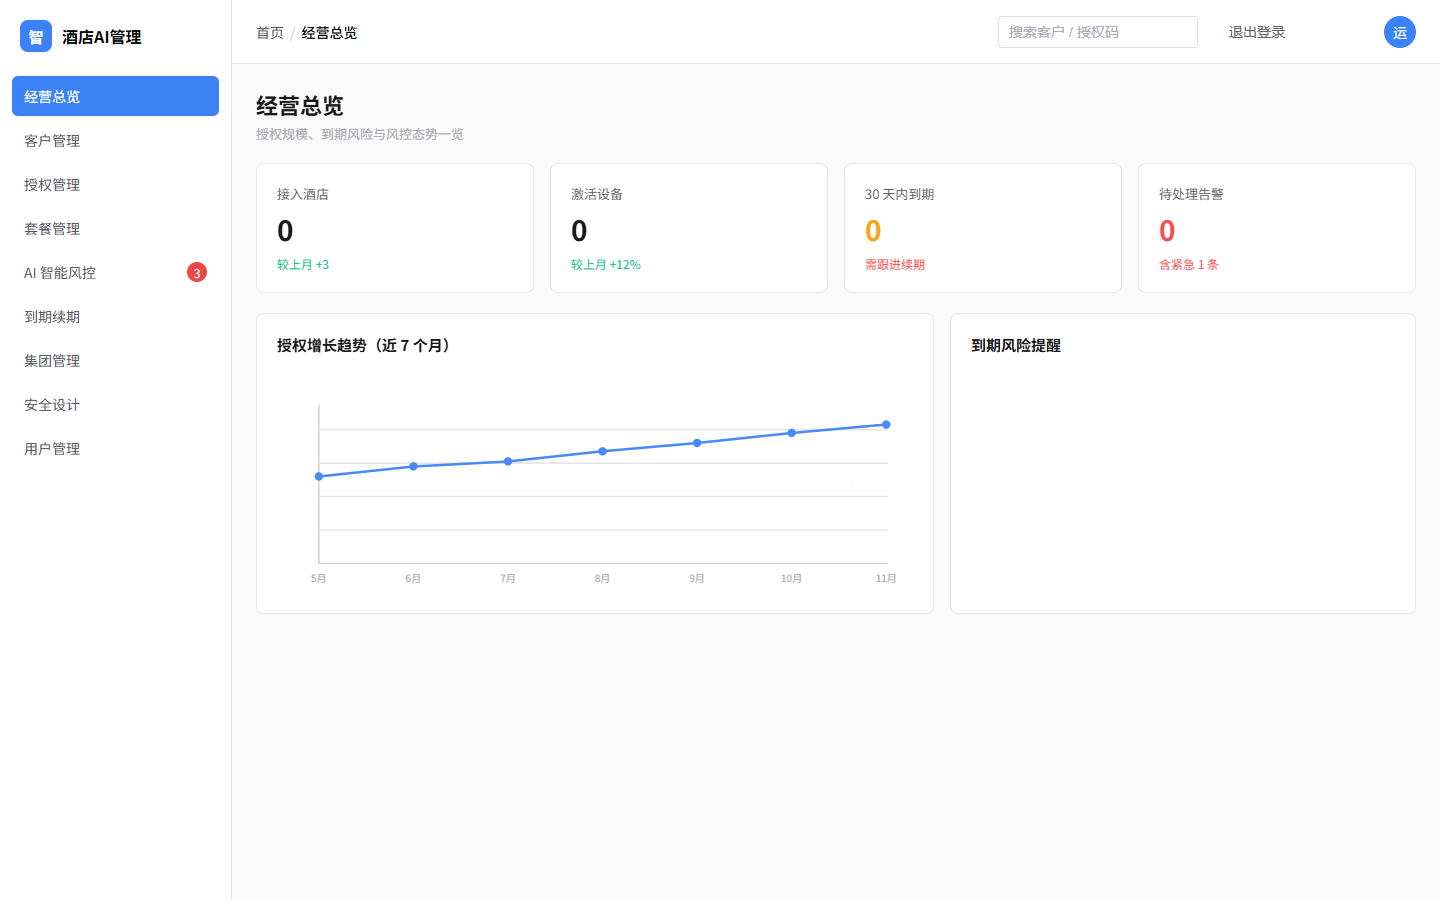 智 酒店AI管理
经营总览
客户管理
授权管理
套餐管理
AI 智能风控 3
到期续期
集团管理
安全设计
用户管理
首页 / 经营总览
搜索客户 / 授权码
退出登录
运
经营总览
授权规模、到期风险与风控态势一览
接入酒店
0
较上月 +3
激活设备
0
较上月 +12%
30 天内到期
0
需跟进续期
待处理告警
0
含紧急 1 条
授权增长趋势（近 7 个月）
5月 6月 7月 8月 9月 10月 11月
到期风险提醒